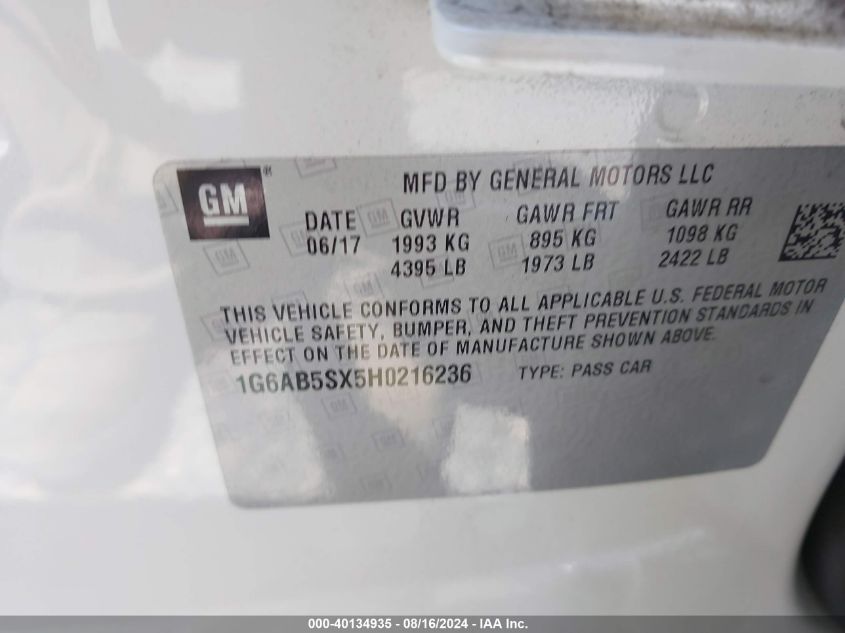 GM®
MFD BY GENERAL MOTORS LLC
DATE GVWR GAWR FRT GAWR RR
06/17 1993 KG 895 KG 1098 KG
4395 LB 1973 LB 2422 LB
THIS VEHICLE CONFORMS TO ALL APPLICABLE U.S. FEDERAL MOTOR
VEHICLE SAFETY, BUMPER, AND THEFT PREVENTION STANDARDS IN
EFFECT ON THE DATE OF MANUFACTURE SHOWN ABOVE.
1G6AB5SX5H0216236 TYPE: PASS CAR
000-40134935 - 08/16/2024 - IAA Inc.